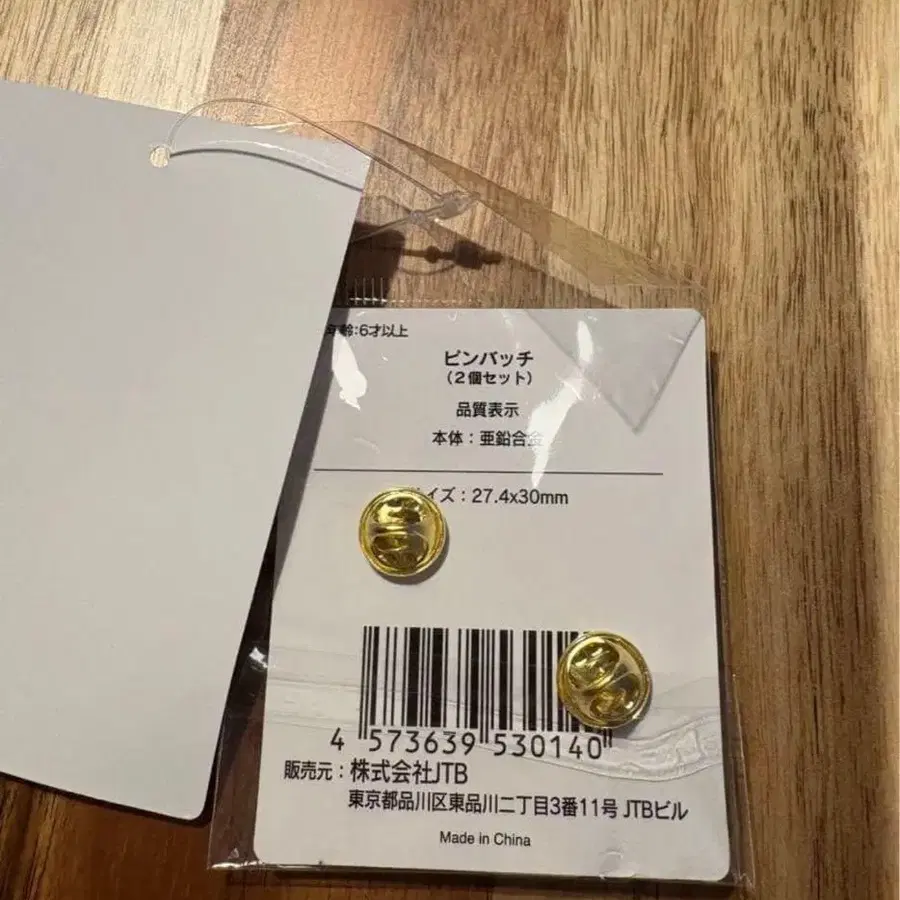 年齢:6才以上
ピンバッチ
(2個セット)
品質表示
本体:亜鉛合金
サイズ:27.4x30mm
4 573639 530140
販売元:株式会社JTB
東京都品川区東品川二丁目3番11号 JTBビル
Made in China